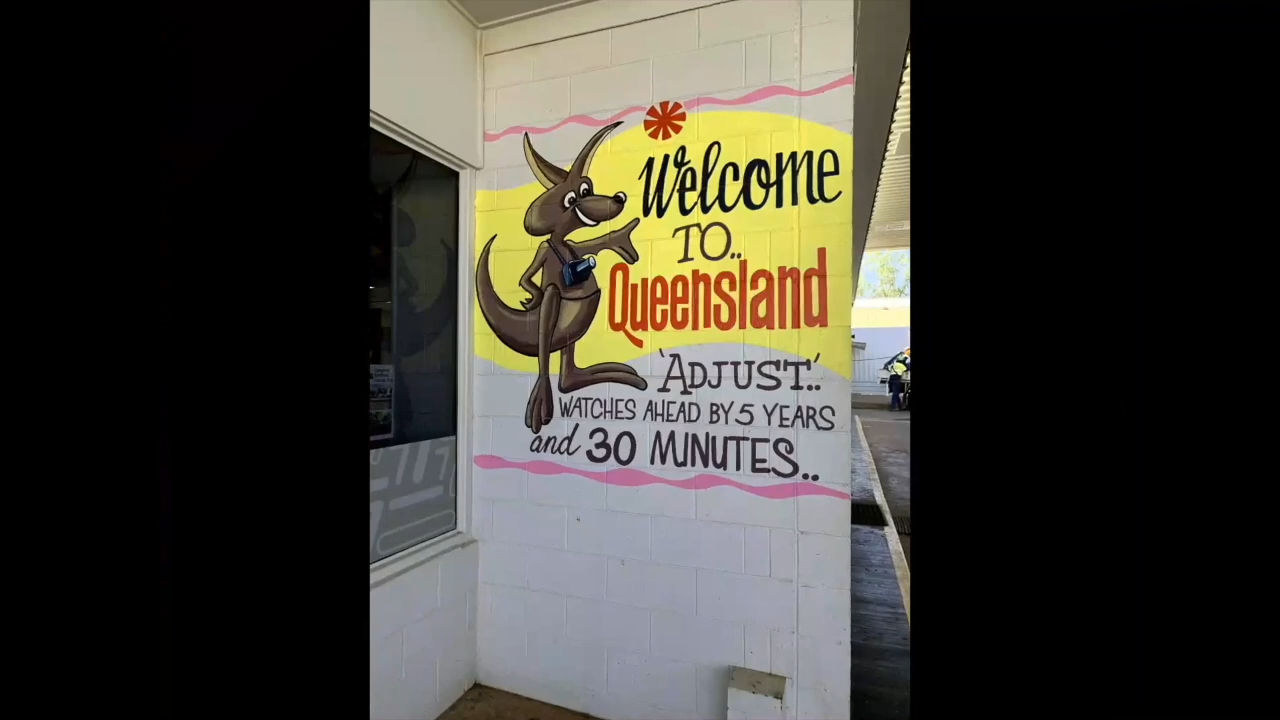 Welcome
TO..
Queensland
'ADJUST'..
WATCHES AHEAD BY 5 YEARS
and 30 MINUTES..